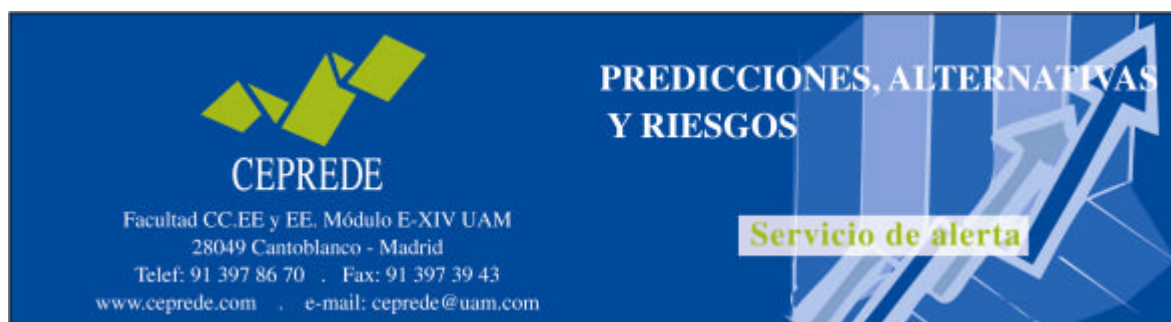 CEPREDE
Facultad CC.EE y EE. Módulo E-XIV UAM
28049 Cantoblanco - Madrid
Telef: 91 397 86 70 . Fax: 91 397 39 43
www.ceprede.com . e-mail: ceprede@uam.com
PREDICCIONES, ALTERNATIVAS
Y RIESGOS
Servicio de alerta